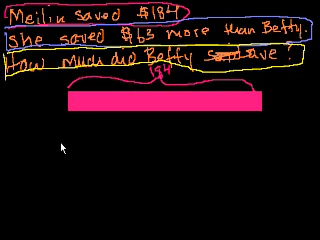 Meilin saved $184
she saved $63 more than Betty.
How much did Betty save?
184